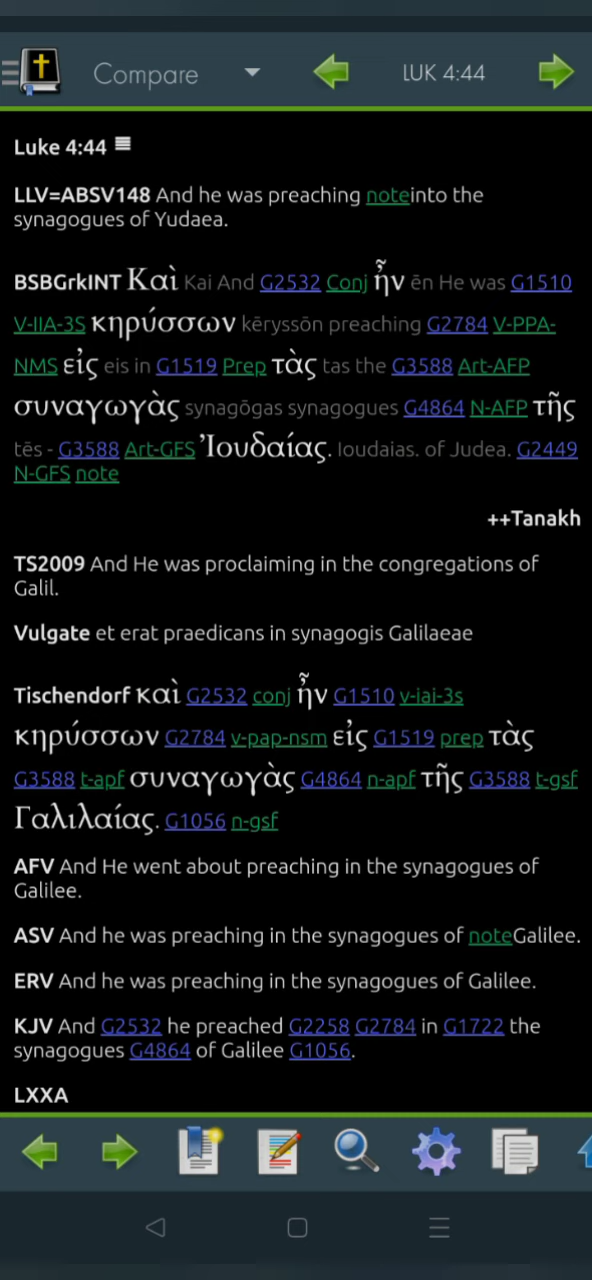 Compare
LUK 4:44
Luke 4:44
LLV=ABSV148 And he was preaching noteinto the
synagogues of Yudaea.
BSBGrkINT Καὶ Kai And G2532 Conj ἦν ēn He was G1510
V-IIA-3S κηρύσσων kēryssōn preaching G2784 V-PPA-
NMS εἰς eis in G1519 Prep τὰς tas the G3588 Art-AFP
συναγωγὰς synagōgas synagogues G4864 N-AFP τῆς
tēs - G3588 Art-GFS Ἰουδαίας. Ioudaias. of Judea. G2449
N-GFS note
++Tanakh
TS2009 And He was proclaiming in the congregations of
Galil.
Vulgate et erat praedicans in synagogis Galilaeae
Tischendorf καὶ G2532 conj ἦν G1510 v-iai-3s
κηρύσσων G2784 v-pap-nsm εἰς G1519 prep τὰς
G3588 t-apf συναγωγὰς G4864 n-apf τῆς G3588 t-gsf
Γαλιλαίας. G1056 n-gsf
AFV And He went about preaching in the synagogues of
Galilee.
ASV And he was preaching in the synagogues of noteGalilee.
ERV And he was preaching in the synagogues of Galilee.
KJV And G2532 he preached G2258 G2784 in G1722 the
synagogues G4864 of Galilee G1056.
LXXA